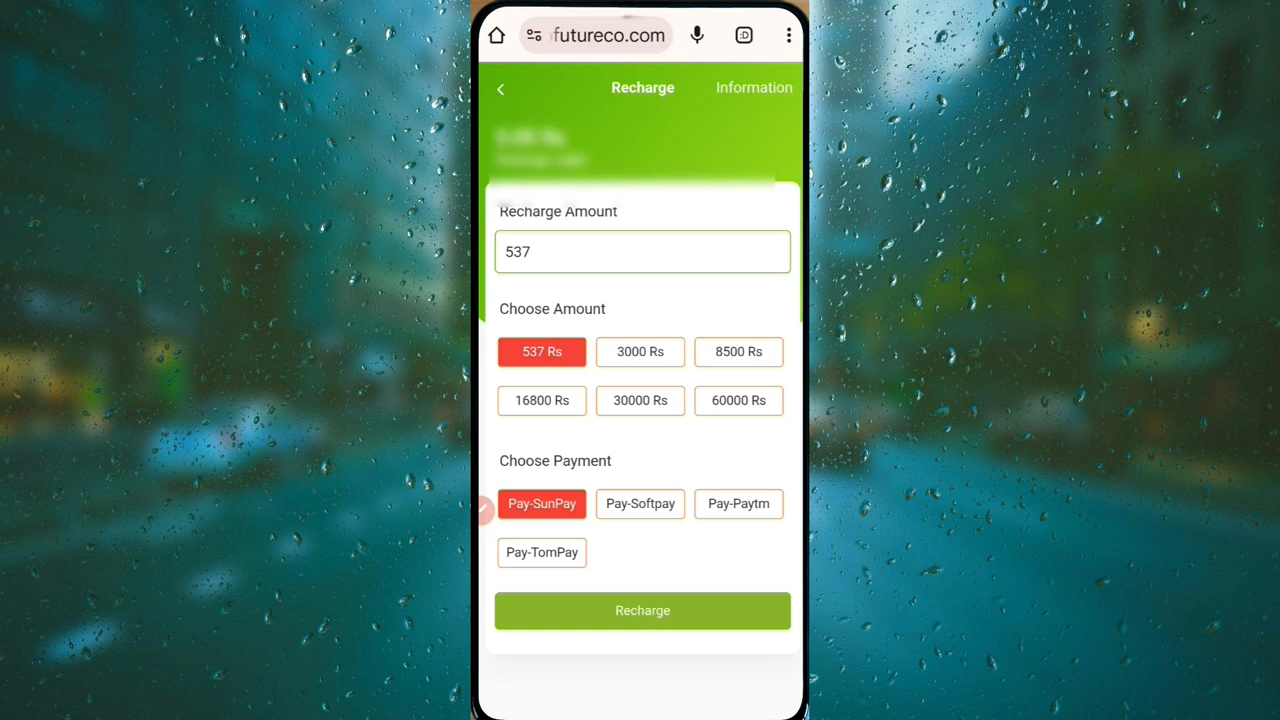 futureco.com
Recharge
Information
Recharge Amount
537
Choose Amount
537 Rs 3000 Rs 8500 Rs
16800 Rs 30000 Rs 60000 Rs
Choose Payment
Pay-SunPay Pay-Softpay Pay-Paytm
Pay-TomPay
Recharge